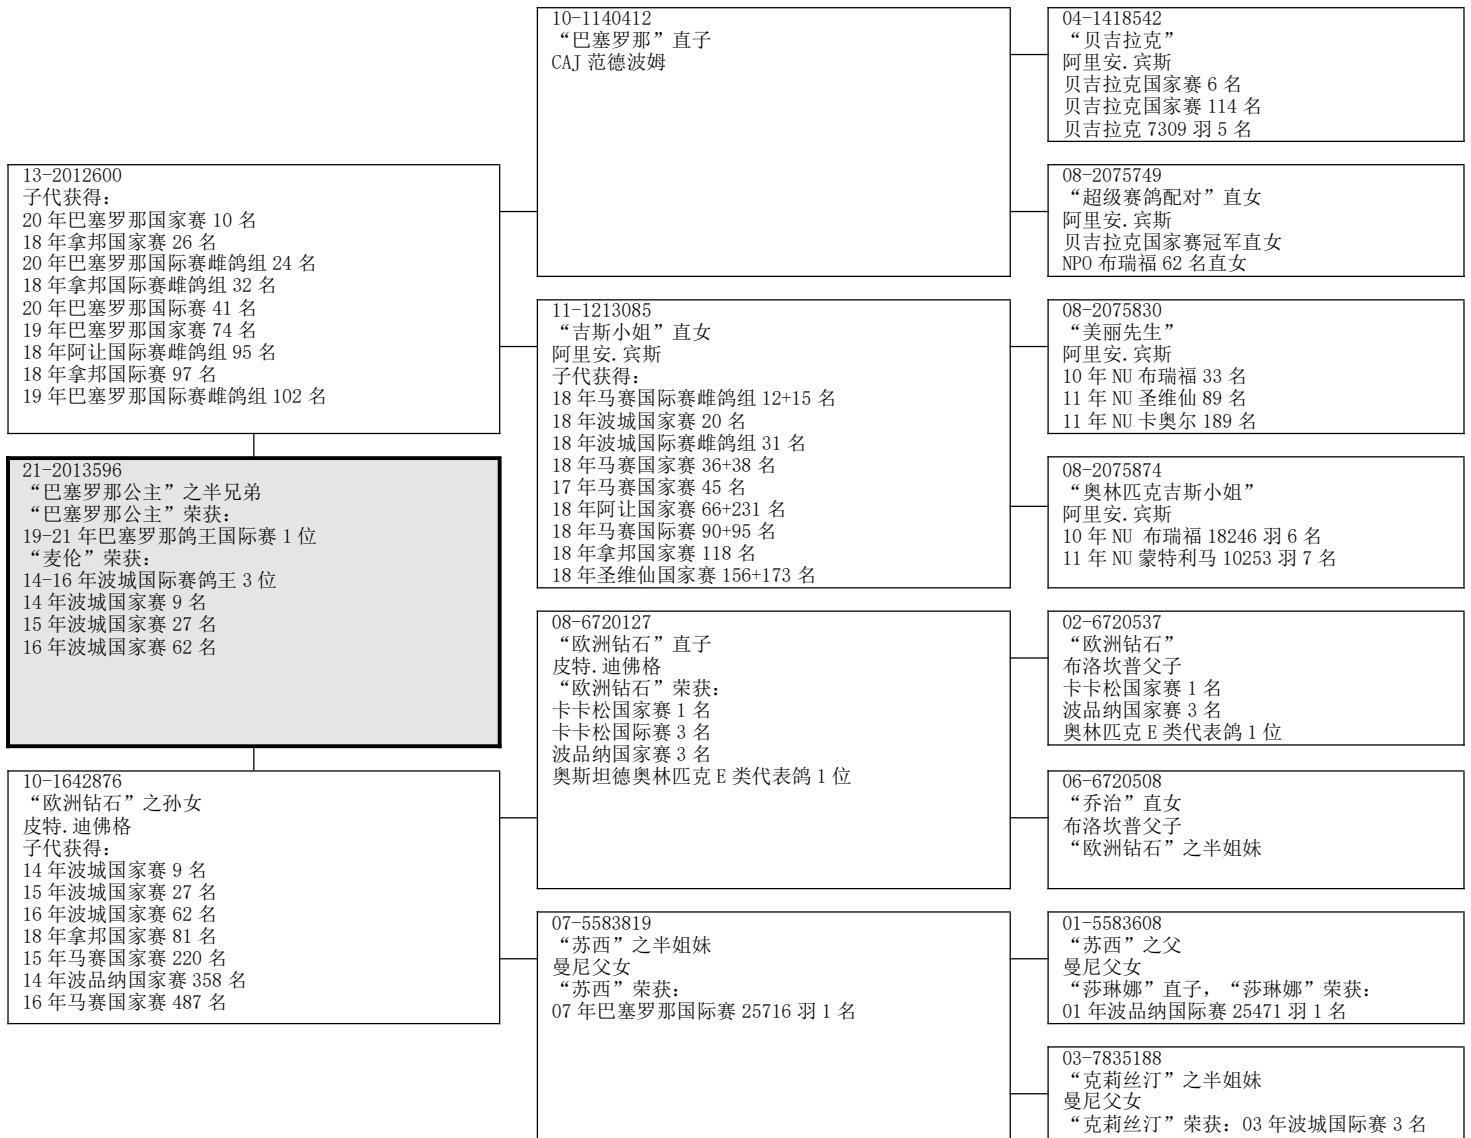 13-2012600
子代获得：
20 年巴塞罗那国家赛 10 名
18 年拿邦国家赛 26 名
20 年巴塞罗那国际赛雌鸽组 24 名
18 年拿邦国际赛雌鸽组 32 名
20 年巴塞罗那国际赛 41 名
19 年巴塞罗那国家赛 74 名
18 年阿让国际赛雌鸽组 95 名
18 年拿邦国际赛 97 名
19 年巴塞罗那国际赛雌鸽组 102 名
21-2013596
“巴塞罗那公主”之半兄弟
“巴塞罗那公主”荣获：
19-21 年巴塞罗那鸽王国际赛 1 位
“麦伦”荣获：
14-16 年波城国际赛鸽王 3 位
14 年波城国家赛 9 名
15 年波城国家赛 27 名
16 年波城国家赛 62 名
10-1642876
“欧洲钻石”之孙女
皮特.迪佛格
子代获得：
14 年波城国家赛 9 名
15 年波城国家赛 27 名
16 年波城国家赛 62 名
18 年拿邦国家赛 81 名
15 年马赛国家赛 220 名
14 年波品纳国家赛 358 名
16 年马赛国家赛 487 名
10-1140412
“巴塞罗那”直子
CAJ 范德波姆
11-1213085
“吉斯小姐”直女
阿里安.宾斯
子代获得：
18 年马赛国际赛雌鸽组 12+15 名
18 年波城国家赛 20 名
18 年波城国际赛雌鸽组 31 名
18 年马赛国家赛 36+38 名
17 年马赛国家赛 45 名
18 年阿让国家赛 66+231 名
18 年马赛国际赛 90+95 名
18 年拿邦国家赛 118 名
18 年圣维仙国家赛 156+173 名
08-6720127
“欧洲钻石”直子
皮特.迪佛格
“欧洲钻石”荣获：
卡卡松国家赛 1 名
卡卡松国际赛 3 名
波品纳国家赛 3 名
奥斯坦德奥林匹克 E 类代表鸽 1 位
07-5583819
“苏西”之半姐妹
曼尼父女
“苏西”荣获：
07 年巴塞罗那国际赛 25716 羽 1 名
04-1418542
“贝吉拉克”
阿里安.宾斯
贝吉拉克国家赛 6 名
贝吉拉克国家赛 114 名
贝吉拉克 7309 羽 5 名
08-2075749
“超级赛鸽配对”直女
阿里安.宾斯
贝吉拉克国家赛冠军直女
NPO 布瑞福 62 名直女
08-2075830
“美丽先生”
阿里安.宾斯
10 年 NU 布瑞福 33 名
11 年 NU 圣维仙 89 名
11 年 NU 卡奥尔 189 名
08-2075874
“奥林匹克吉斯小姐”
阿里安.宾斯
10 年 NU 布瑞福 18246 羽 6 名
11 年 NU 蒙特利马 10253 羽 7 名
02-6720537
“欧洲钻石”
布洛坎普父子
卡卡松国家赛 1 名
波品纳国家赛 3 名
奥林匹克 E 类代表鸽 1 位
06-6720508
“乔治”直女
布洛坎普父子
“欧洲钻石”之半姐妹
01-5583608
“苏西”之父
曼尼父女
“莎琳娜”直子，“莎琳娜”荣获：
01 年波品纳国际赛 25471 羽 1 名
03-7835188
“克莉丝汀”之半姐妹
曼尼父女
“克莉丝汀”荣获：03 年波城国际赛 3 名